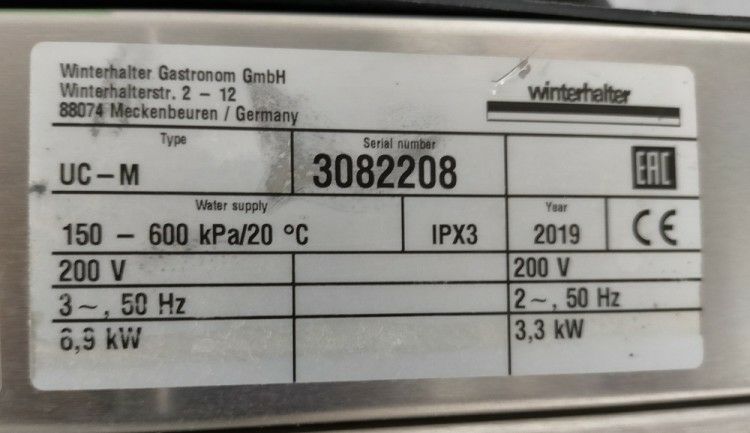 Winterhalter Gastronom GmbH
Winterhalterstr. 2 – 12
88074 Meckenbeuren / Germany
winterhalter
Type
UC – M
Serial number
3082208
EAC
Water supply
150 – 600 kPa/20 °C
IPX3
Year
2019
CE
200 V
200 V
3 ~, 50 Hz
2 ~, 50 Hz
6,9 kW
3,3 kW